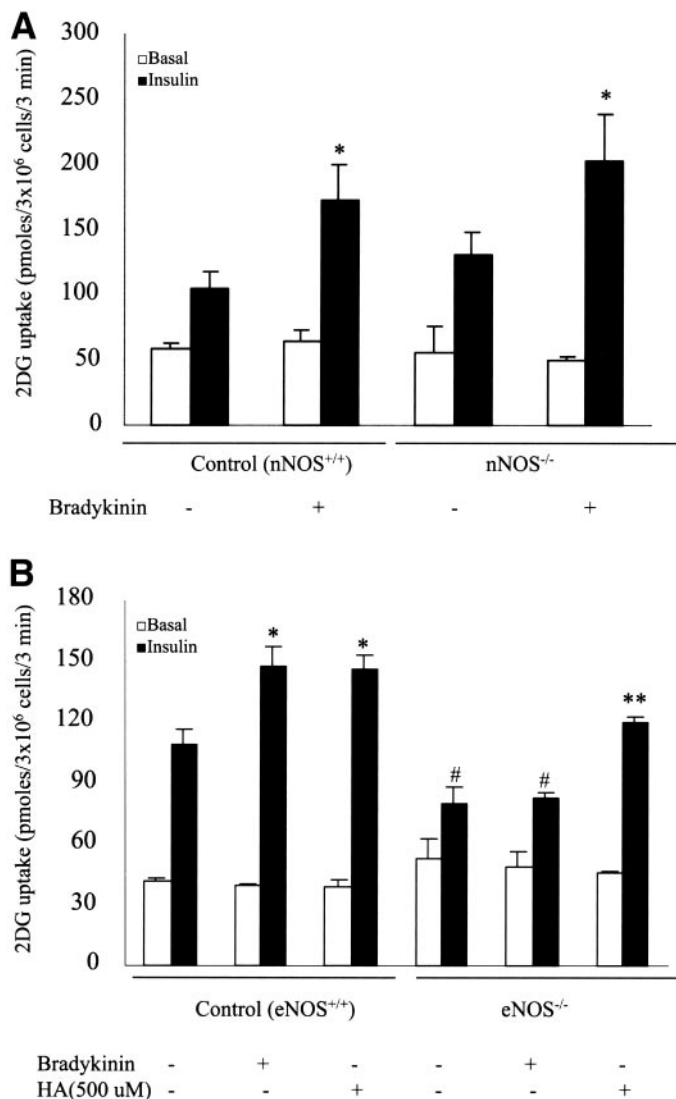 A
300
250
200
150
100
50
0
2DG uptake (pmoles/3x10⁶ cells/3 min)
Basal
Insulin
*
*
Control (nNOS⁺/⁺)
nNOS⁻/⁻
Bradykinin - + - +
B
180
150
120
90
60
30
0
2DG uptake (pmoles/3x10⁶ cells/3 min)
Basal
Insulin
*
*
#
#
**
Control (eNOS⁺/⁺)
eNOS⁻/⁻
Bradykinin - + - - + -
HA(500 uM) - - + - - +